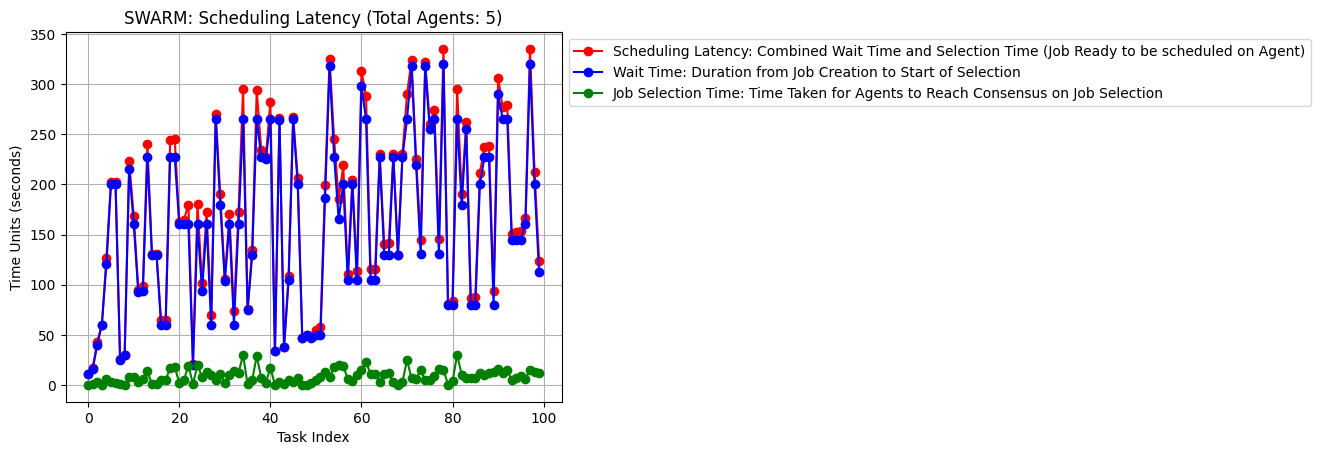 SWARM: Scheduling Latency (Total Agents: 5)
Scheduling Latency: Combined Wait Time and Selection Time (Job Ready to be scheduled on Agent)
Wait Time: Duration from Job Creation to Start of Selection
Job Selection Time: Time Taken for Agents to Reach Consensus on Job Selection
Time Units (seconds)
350
300
250
200
150
100
50
0
0 20 40 60 80 100
Task Index